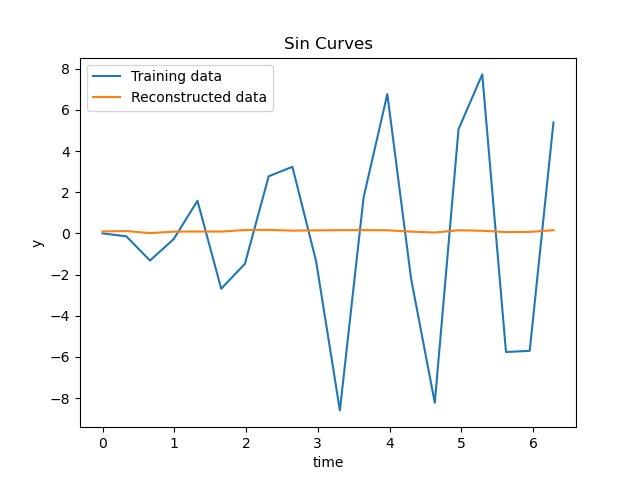 Sin Curves
Training data
Reconstructed data
8
6
4
2
0
−2
−4
−6
−8
y
0 1 2 3 4 5 6
time